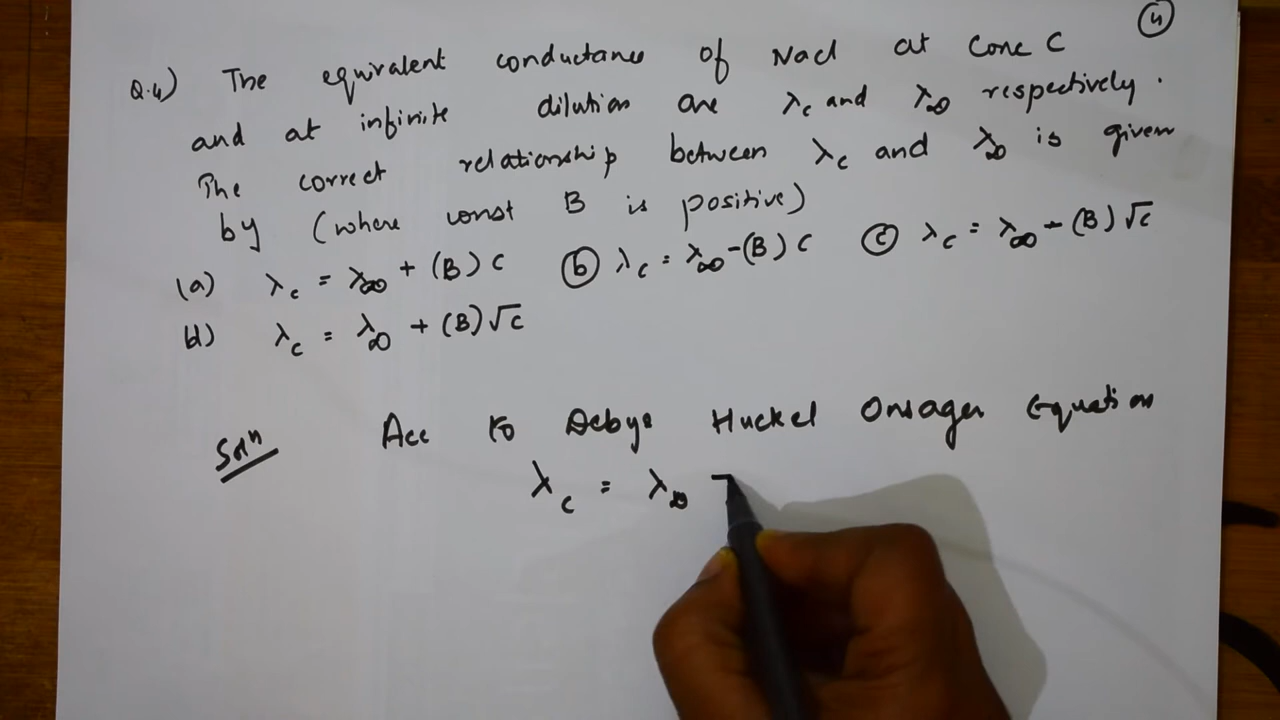 ④
Q.4) The equivalent conductance of NaCl at conc C
and at infinite dilution are λc and λ∞ respectively.
The correct relationship between λc and λ∞ is given
by (where const B is positive)
(a) λc = λ∞ + (B) C (b) λc = λ∞ -(B) C (c) λc = λ∞ - (B) √C
(d) λc = λ∞ + (B) √C
Solⁿ Acc to Debye Huckel Onsager Equation
λc = λ∞ -